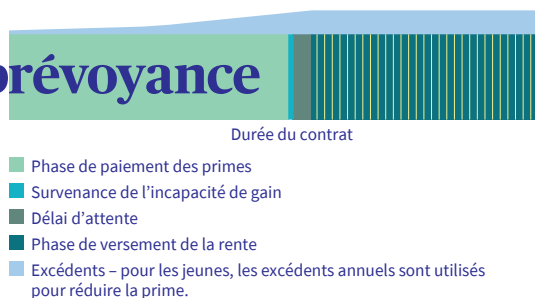 prévoyance
Durée du contrat
Phase de paiement des primes
Survenance de l’incapacité de gain
Délai d’attente
Phase de versement de la rente
Excédents – pour les jeunes, les excédents annuels sont utilisés
pour réduire la prime.